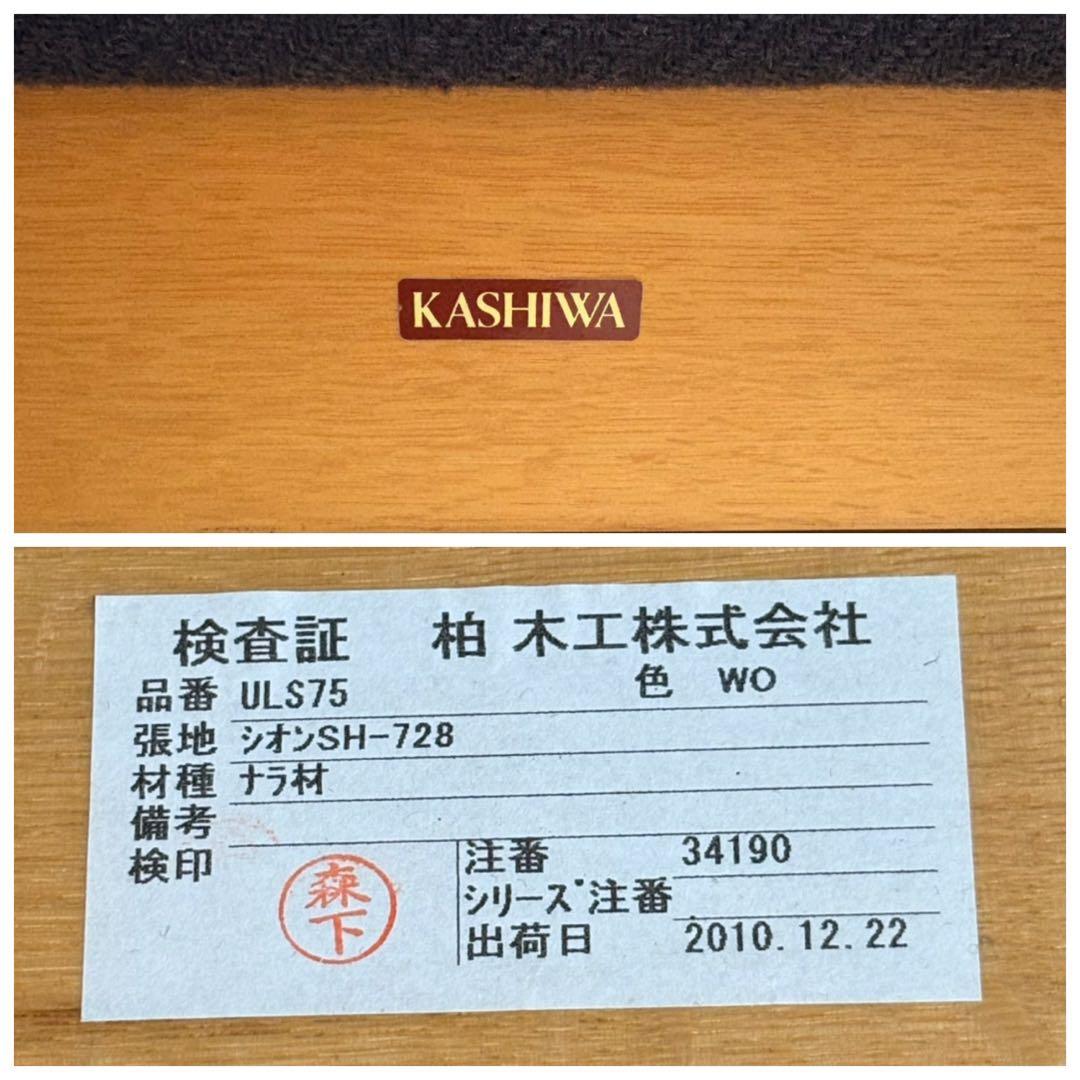 KASHIWA
検査証 柏木工株式会社
品番 ULS75 色 WO
張地 シオンSH-728
材種 ナラ材
備考
検印 注番 34190
森下
シリーズ注番
出荷日 2010.12.22